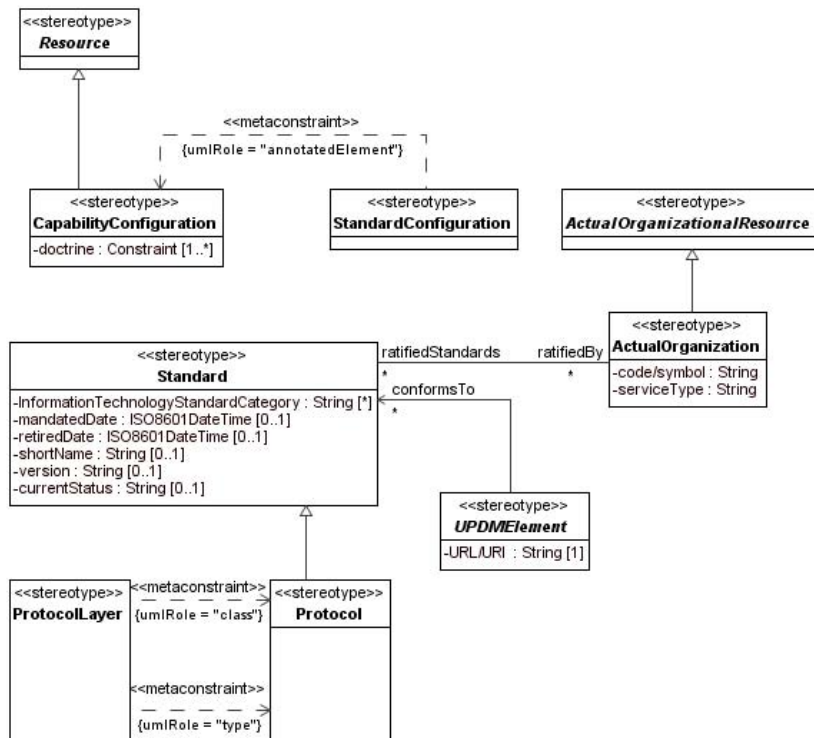 <<stereotype>>
Resource
<<metaconstraint>>
{umlRole = "annotatedElement"}
<<stereotype>>
CapabilityConfiguration
-doctrine : Constraint [1..*]
<<stereotype>>
StandardConfiguration
<<stereotype>>
ActualOrganizationalResource
<<stereotype>>
Standard
-InformationTechnologyStandardCategory : String [*]
-mandatedDate : ISO8601DateTime [0..1]
-retiredDate : ISO8601DateTime [0..1]
-shortName : String [0..1]
-version : String [0..1]
-currentStatus : String [0..1]
ratifiedStandards
*
ratifiedBy
*
<<stereotype>>
ActualOrganization
-code/symbol : String
-serviceType : String
conformsTo
*
<<stereotype>>
UPDMElement
-URL/URI : String [1]
<<stereotype>>
ProtocolLayer
<<metaconstraint>>
{umlRole = "class"}
<<stereotype>>
Protocol
<<metaconstraint>>
{umlRole = "type"}